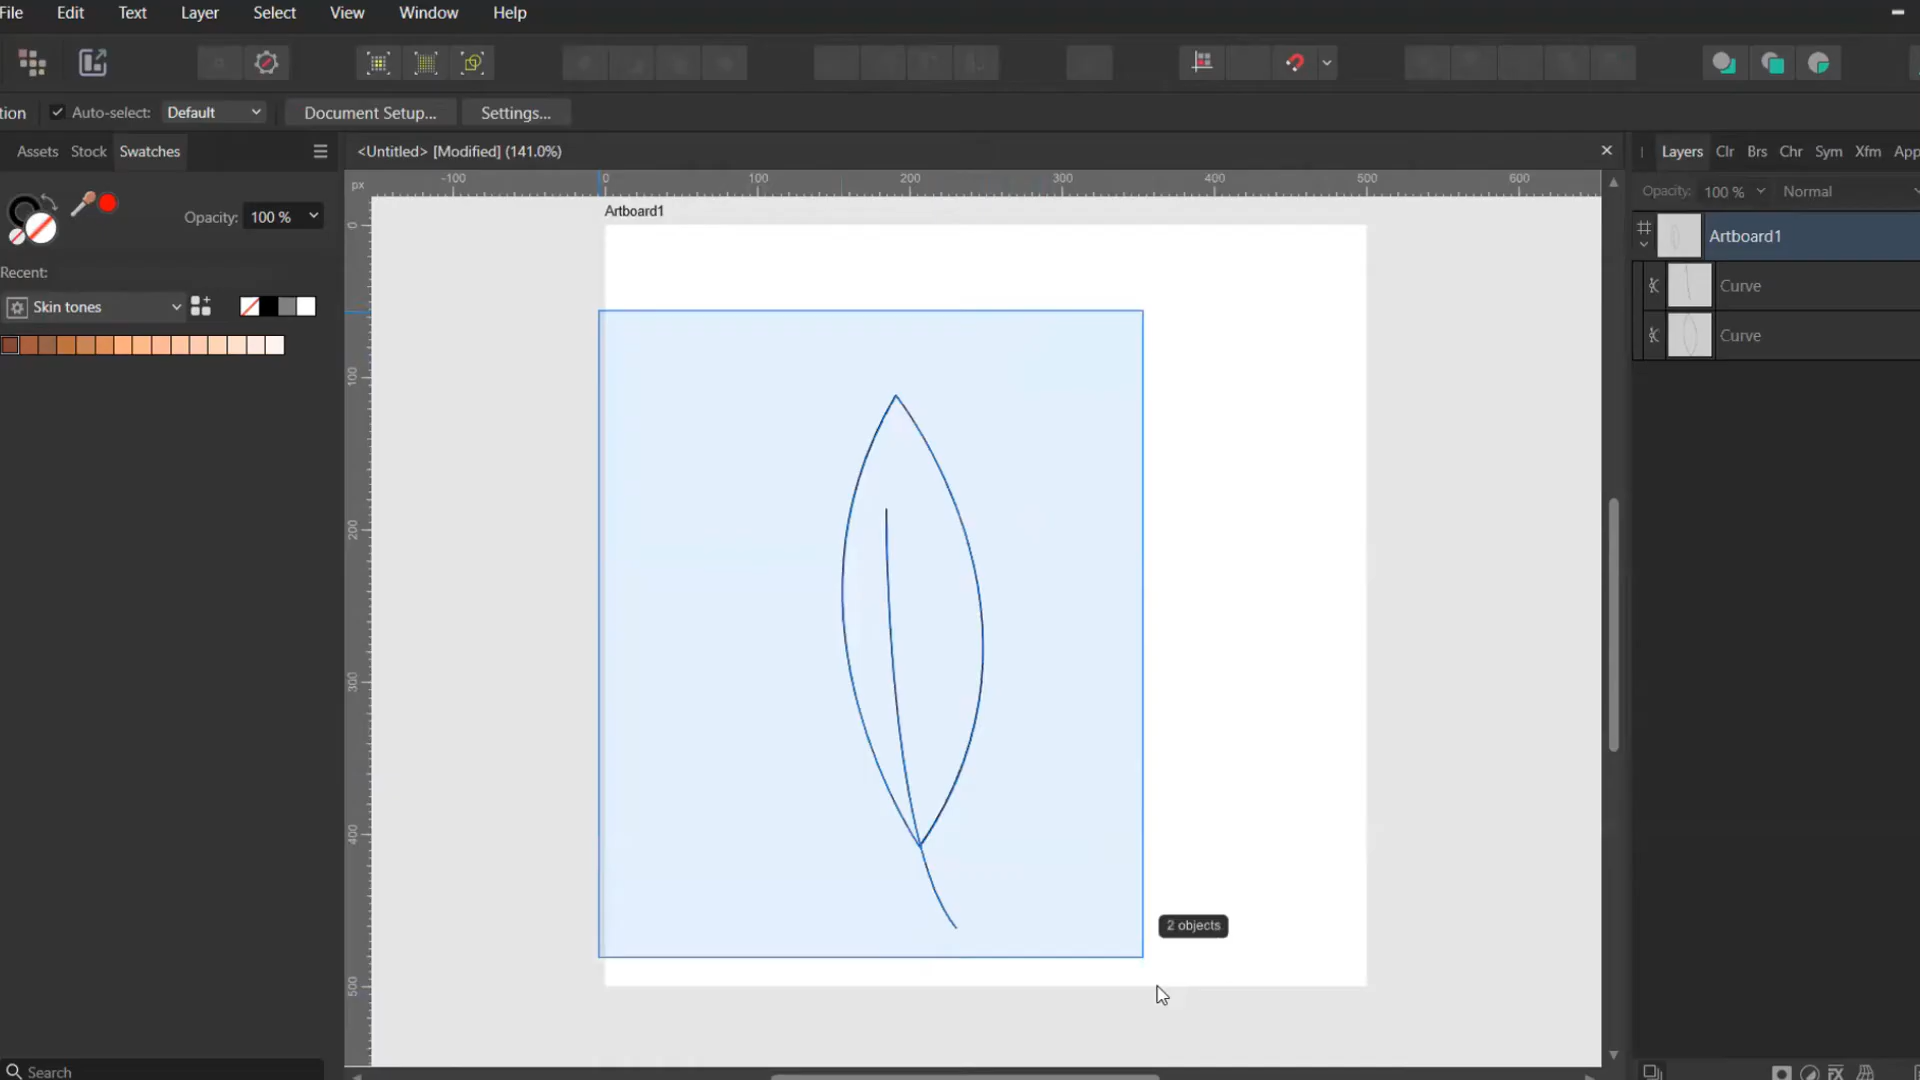 File Edit Text Layer Select View Window Help
tion Auto-select: Default Document Setup... Settings...
Assets Stock Swatches
<Untitled> [Modified] (141.0%)
Layers Clr Brs Chr Sym Xfm App
px -100 0 100 200 300 400 500 600
Opacity: 100 % Normal
Artboard1
Opacity: 100 %
Artboard1
Recent:
Skin tones
Curve
Curve
0
100
200
300
400
500
2 objects
Search
FX